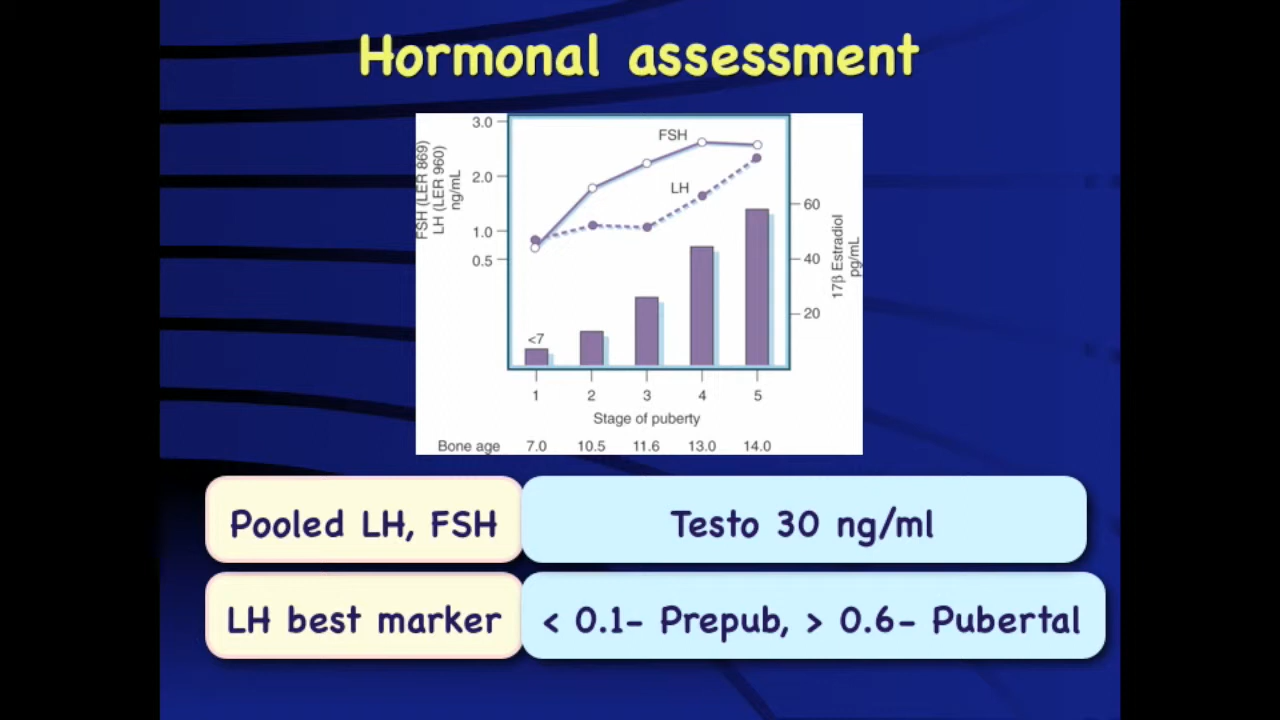 Hormonal assessment
FSH (LER 869)
LH (LER 960)
ng/mL
3.0
2.0
1.0
0.5
FSH
LH
<7
60
40
20
17β Estradiol
pg/mL
1 2 3 4 5
Stage of puberty
Bone age 7.0 10.5 11.6 13.0 14.0
Pooled LH, FSH
Testo 30 ng/ml
LH best marker
< 0.1- Prepub, > 0.6- Pubertal